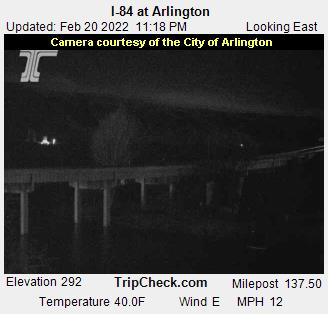 I-84 at Arlington
Updated: Feb 20 2022 11:18 PM Looking East
Camera courtesy of the City of Arlington
Elevation 292 TripCheck.com Milepost 137.50
Temperature 40.0F Wind E MPH 12